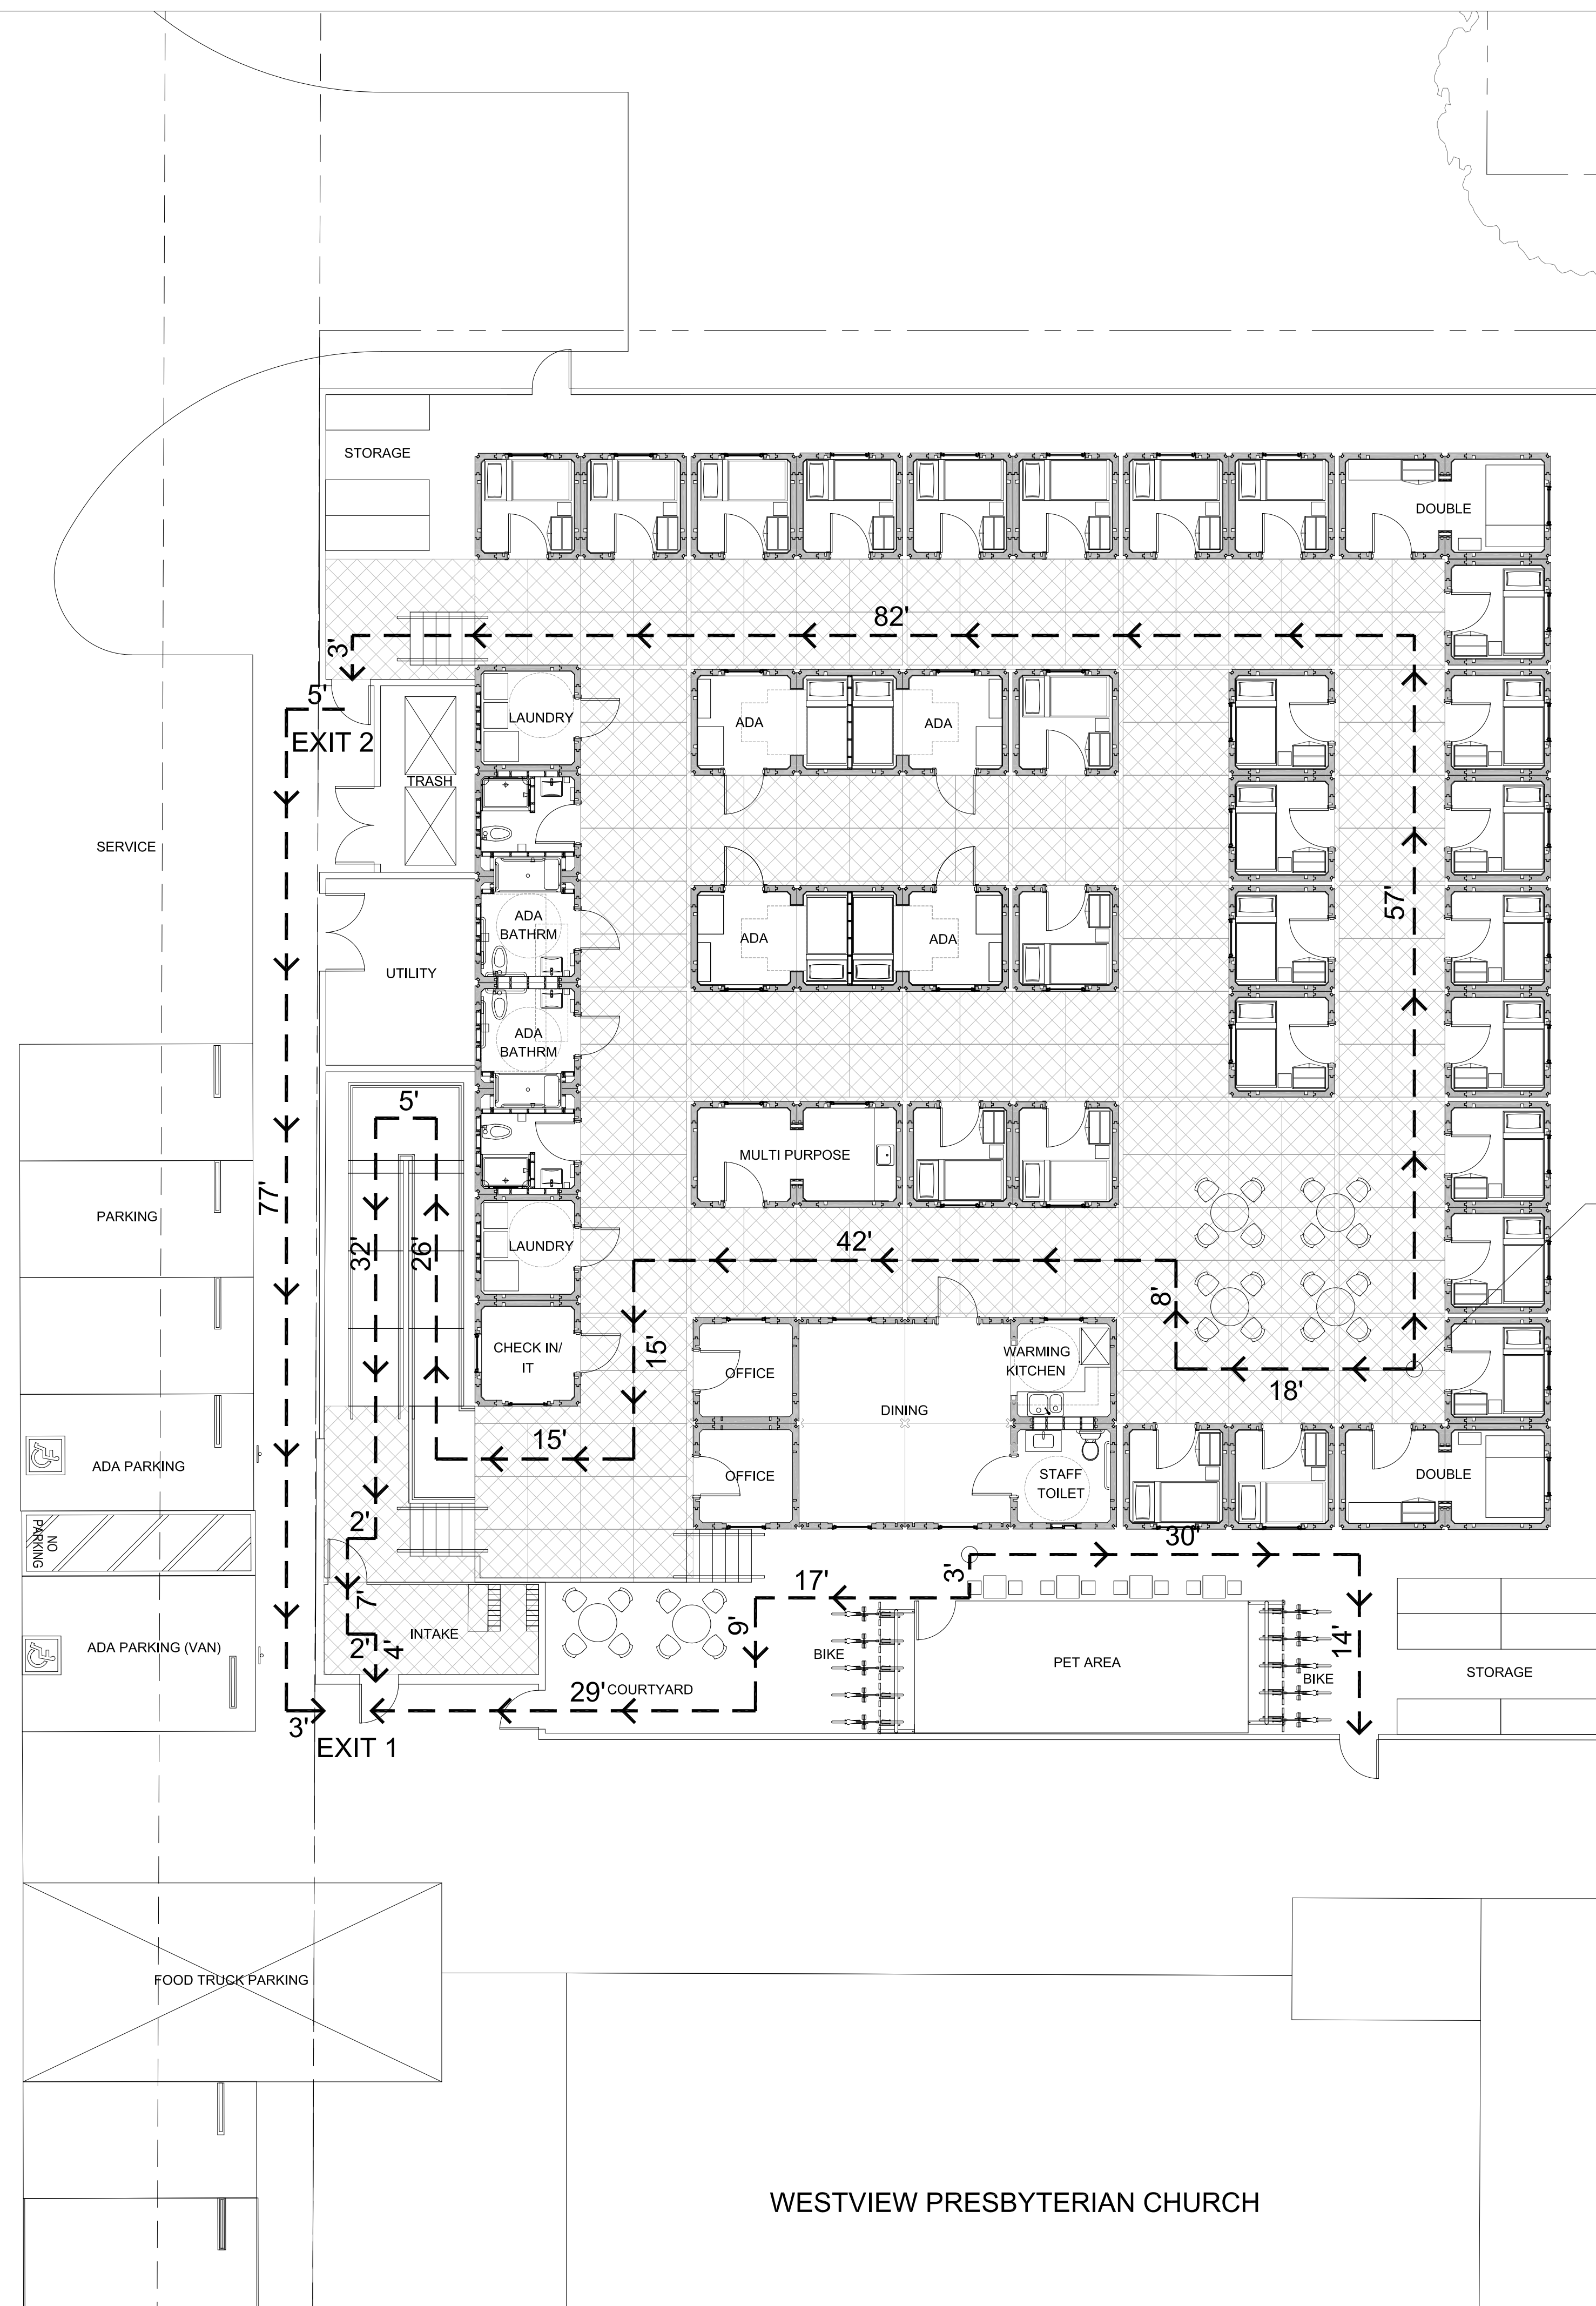 STORAGE
DOUBLE
82'
3'
5'
EXIT 2
LAUNDRY
ADA
ADA
TRASH
SERVICE
57'
ADA
BATHRM
ADA
ADA
UTILITY
ADA
BATHRM
5'
MULTI PURPOSE
77'
PARKING
32'
26'
LAUNDRY
42'
8'
CHECK IN/
IT
15'
OFFICE
WARMING
KITCHEN
18'
DINING
15'
ADA PARKING
OFFICE
STAFF
TOILET
DOUBLE
NO
PARKING
2'
30'
3'
17'
7'
9'
INTAKE
2'
4'
ADA PARKING (VAN)
BIKE
PET AREA
14'
BIKE
STORAGE
29'
COURTYARD
3'
EXIT 1
FOOD TRUCK PARKING
WESTVIEW PRESBYTERIAN CHURCH